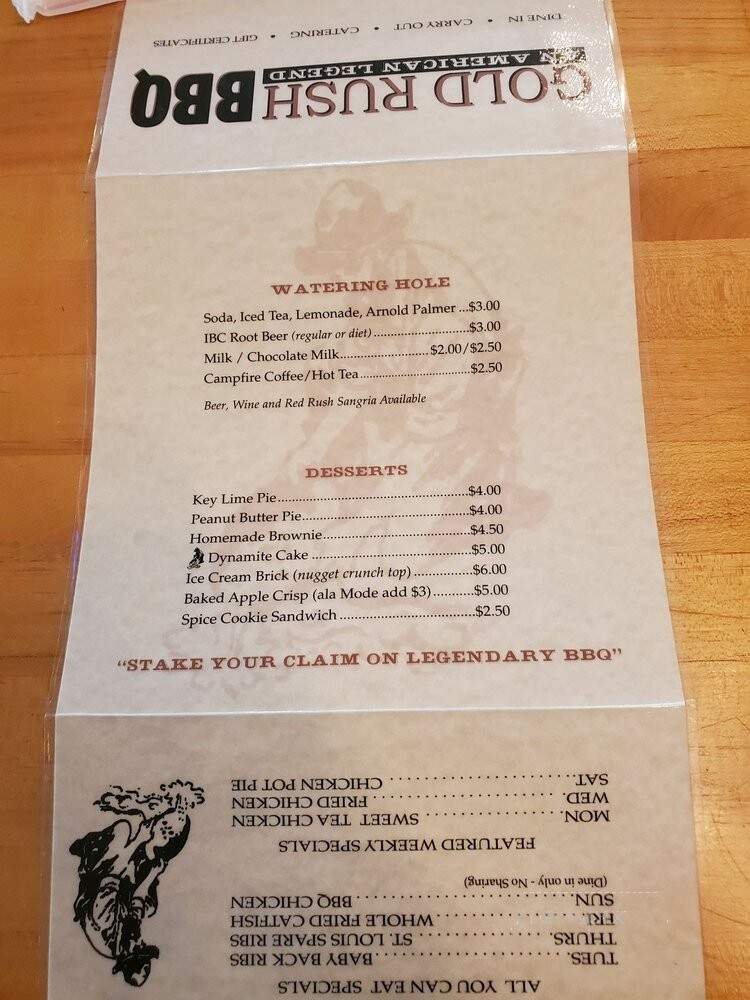 GOLD RUSH BBQ
AN AMERICAN LEGEND
DINE IN • CARRY OUT • CATERING • GIFT CERTIFICATES
WATERING HOLE
Soda, Iced Tea, Lemonade, Arnold Palmer ...$3.00
IBC Root Beer (regular or diet)...........................$3.00
Milk / Chocolate Milk.........................$2.00/$2.50
Campfire Coffee/Hot Tea...............................$2.50
Beer, Wine and Red Rush Sangria Available
DESSERTS
Key Lime Pie.....................................................$4.00
Peanut Butter Pie...............................................$4.00
Homemade Brownie.........................................$4.50
Dynamite Cake ............................................$5.00
Ice Cream Brick (nugget crunch top)................$6.00
Baked Apple Crisp (ala Mode add $3)...........$5.00
Spice Cookie Sandwich.....................................$2.50
"STAKE YOUR CLAIM ON LEGENDARY BBQ"
ALL YOU CAN EAT SPECIALS
TUES. . . . . . . . . . . . . . . . . . . . . . BABY BACK RIBS
THURS. . . . . . . . . . . . . . . . ST. LOUIS SPARE RIBS
FRI. . . . . . . . . . . . . . . . . WHOLE FRIED CATFISH
SUN. . . . . . . . . . . . . . . . . . . . . . . . BBQ CHICKEN
(Dine in only - No Sharing)
FEATURED WEEKLY SPECIALS
MON. . . . . . . . . . . . . . . . . SWEET TEA CHICKEN
WED. . . . . . . . . . . . . . . . . . . . . . FRIED CHICKEN
SAT. . . . . . . . . . . . . . . . . . . . . CHICKEN POT PIE